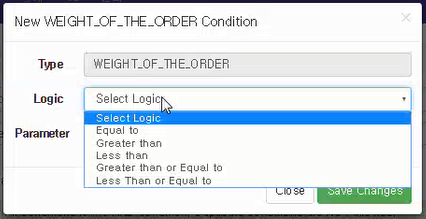 New WEIGHT_OF_THE_ORDER Condition
×
Type
WEIGHT_OF_THE_ORDER
Logic
Select Logic
Parameter
Select Logic
Equal to
Greater than
Less than
Greater than or Equal to
Less Than or Equal to
Close
Save Changes